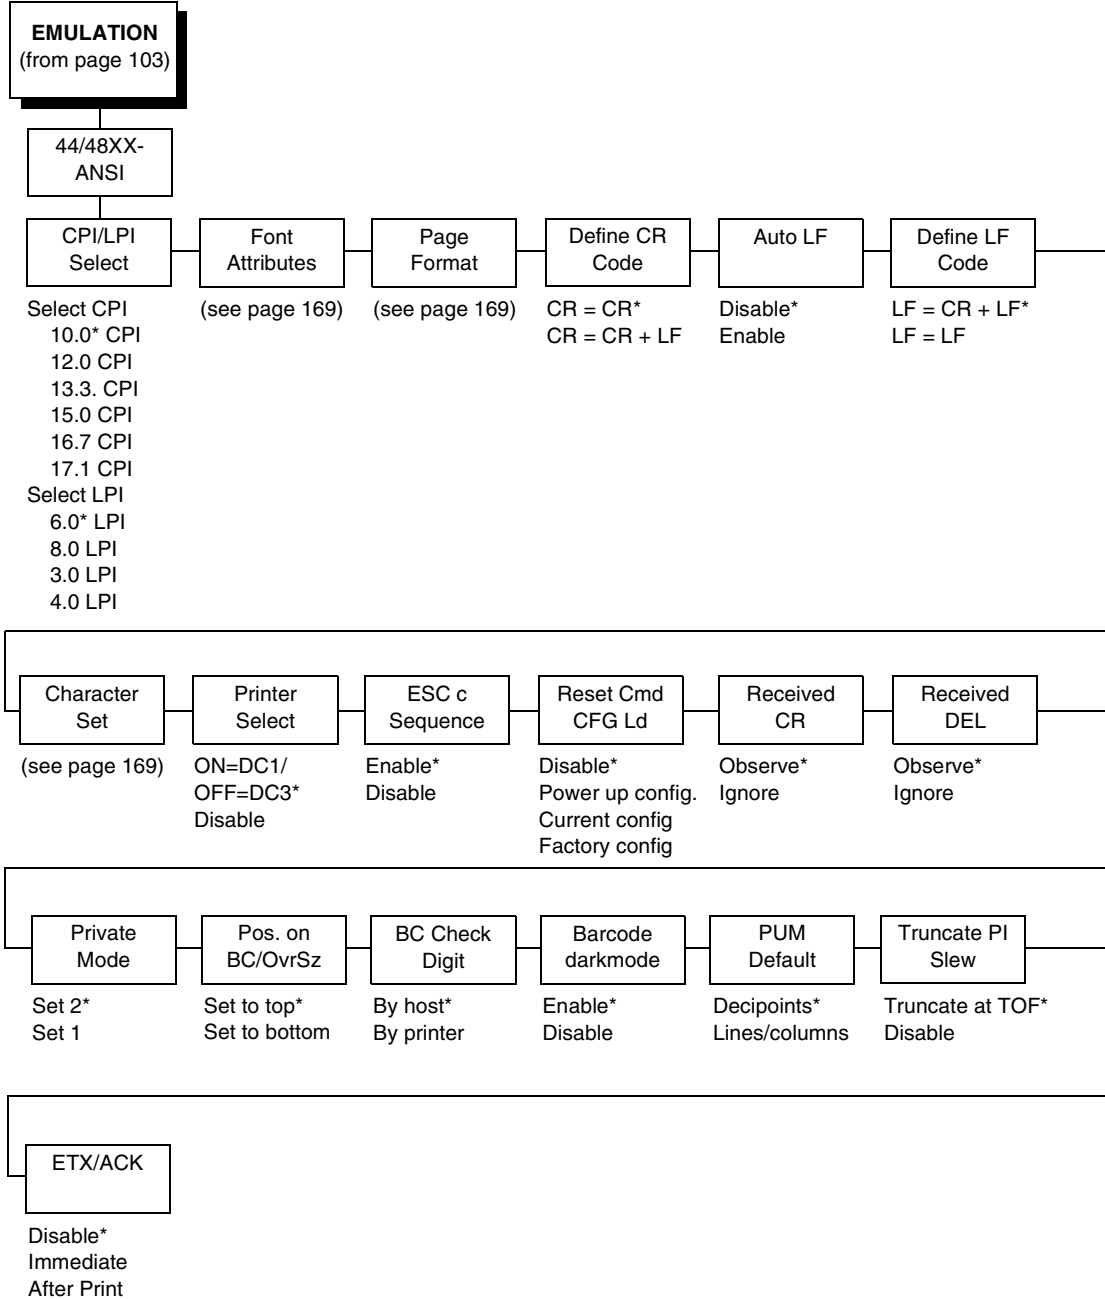 EMULATION
(from page 103)
44/48XX-
ANSI
CPI/LPI
Select
Font
Attributes
Page
Format
Define CR
Code
Auto LF
Define LF
Code
Select CPI
10.0* CPI
12.0 CPI
13.3. CPI
15.0 CPI
16.7 CPI
17.1 CPI
Select LPI
6.0* LPI
8.0 LPI
3.0 LPI
4.0 LPI
(see page 169)
(see page 169)
CR = CR*
CR = CR + LF
Disable*
Enable
LF = CR + LF*
LF = LF
Character
Set
Printer
Select
ESC c
Sequence
Reset Cmd
CFG Ld
Received
CR
Received
DEL
(see page 169)
ON=DC1/
OFF=DC3*
Disable
Enable*
Disable
Disable*
Power up config.
Current config
Factory config
Observe*
Ignore
Observe*
Ignore
Private
Mode
Pos. on
BC/OvrSz
BC Check
Digit
Barcode
darkmode
PUM
Default
Truncate PI
Slew
Set 2*
Set 1
Set to top*
Set to bottom
By host*
By printer
Enable*
Disable
Decipoints*
Lines/columns
Truncate at TOF*
Disable
ETX/ACK
Disable*
Immediate
After Print